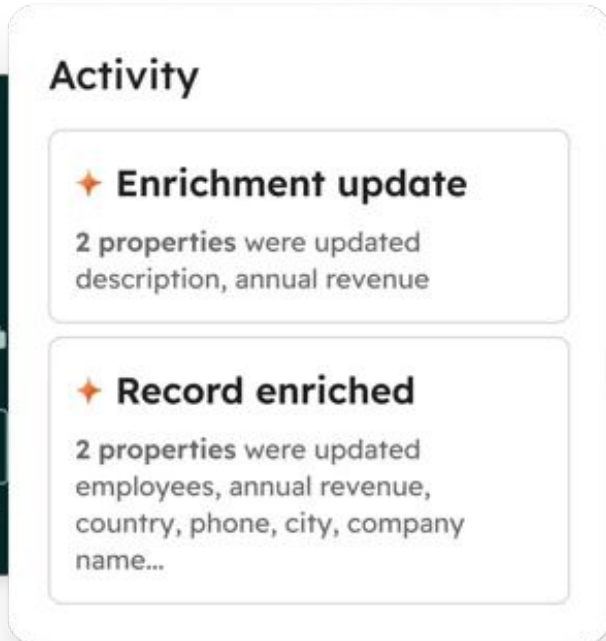 Activity
Enrichment update
2 properties were updated
description, annual revenue
Record enriched
2 properties were updated
employees, annual revenue,
country, phone, city, company
name...